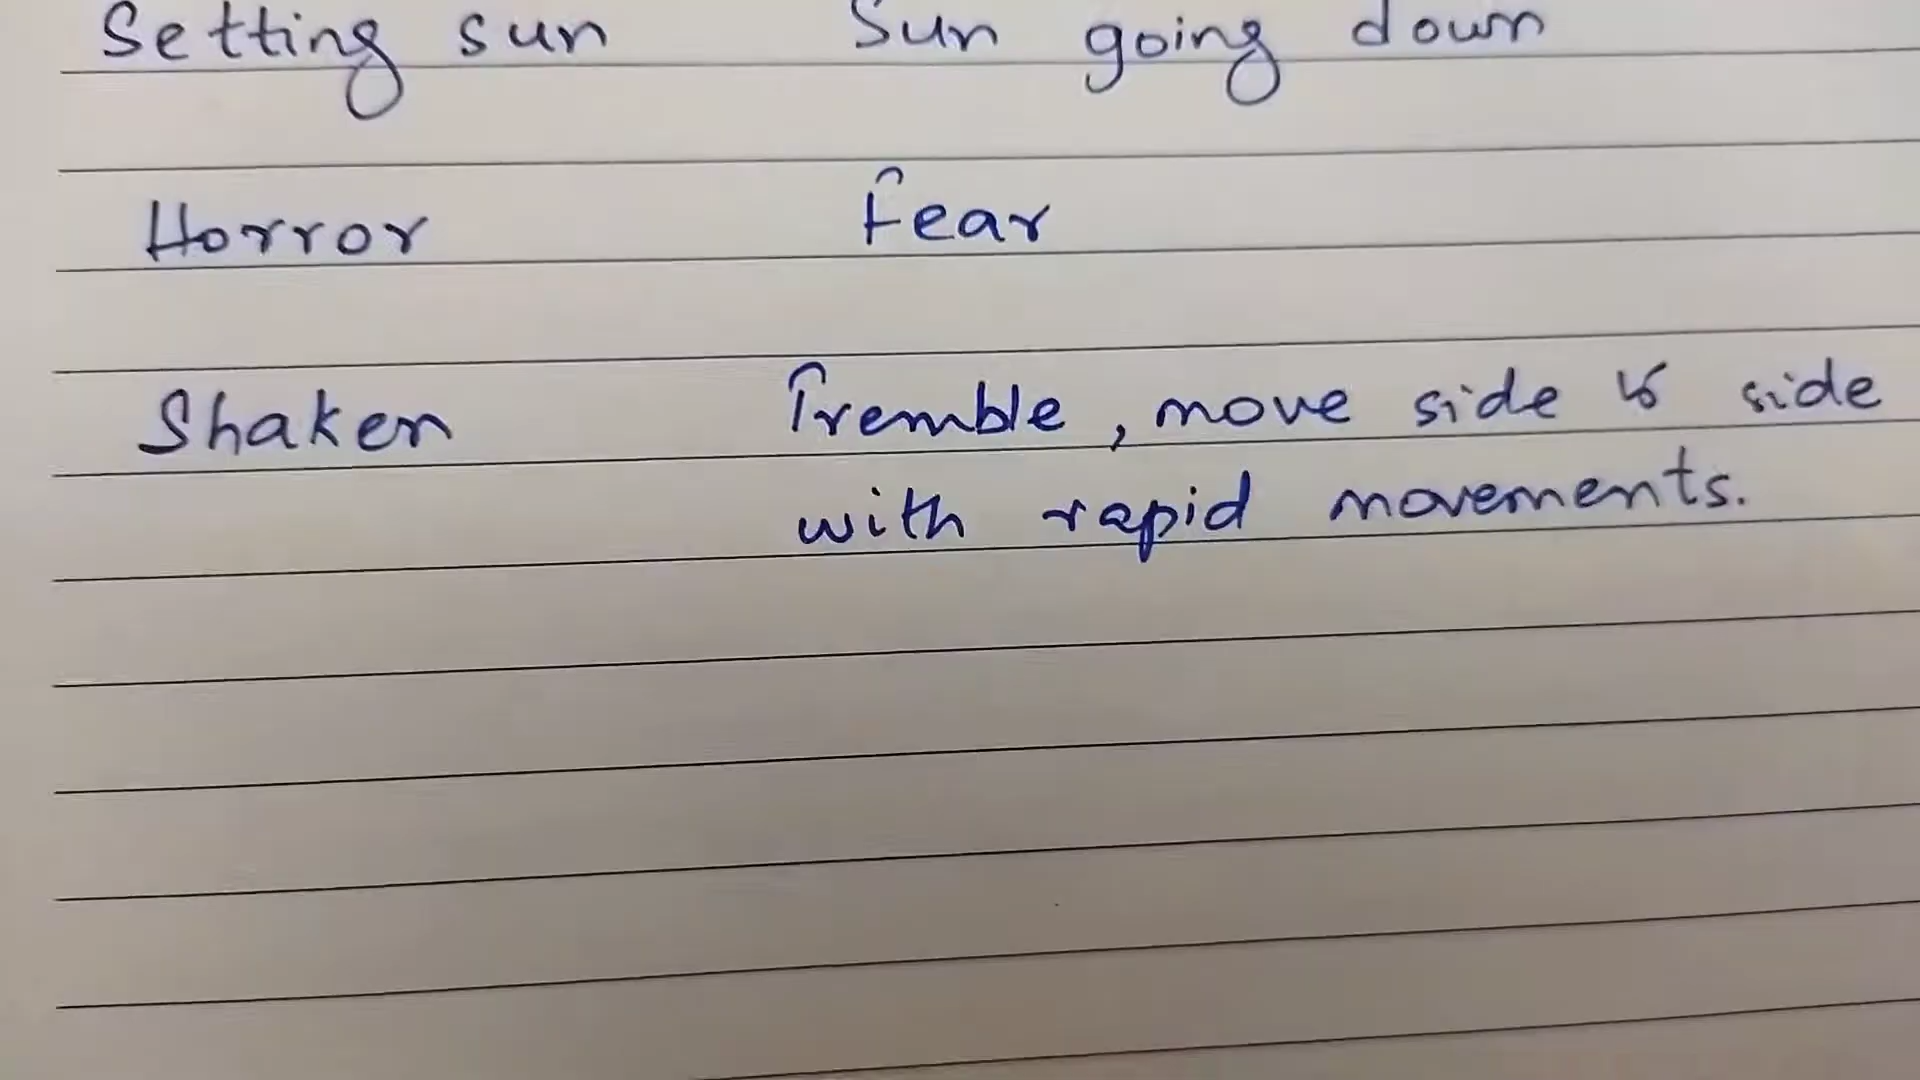 Setting sun Sun going down
Horror Fear
Shaken Tremble, move side to side
with rapid movements.